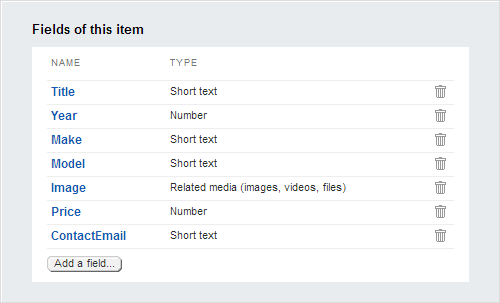 Fields of this item
NAME TYPE
Title Short text
Year Number
Make Short text
Model Short text
Image Related media (images, videos, files)
Price Number
ContactEmail Short text
Add a field...